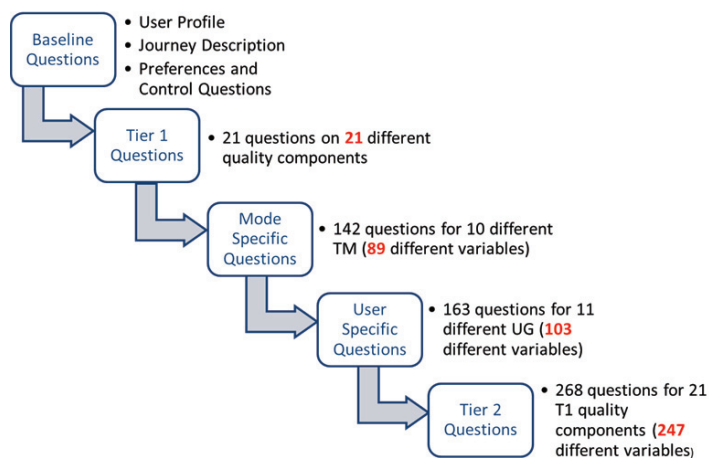 Baseline
Questions
• User Profile
• Journey Description
• Preferences and
Control Questions
Tier 1
Questions
• 21 questions on 21 different
quality components
Mode
Specific
Questions
• 142 questions for 10 different
TM (89 different variables)
User
Specific
Questions
• 163 questions for 11
different UG (103
different variables)
Tier 2
Questions
• 268 questions for 21
T1 quality
components (247
different variables)